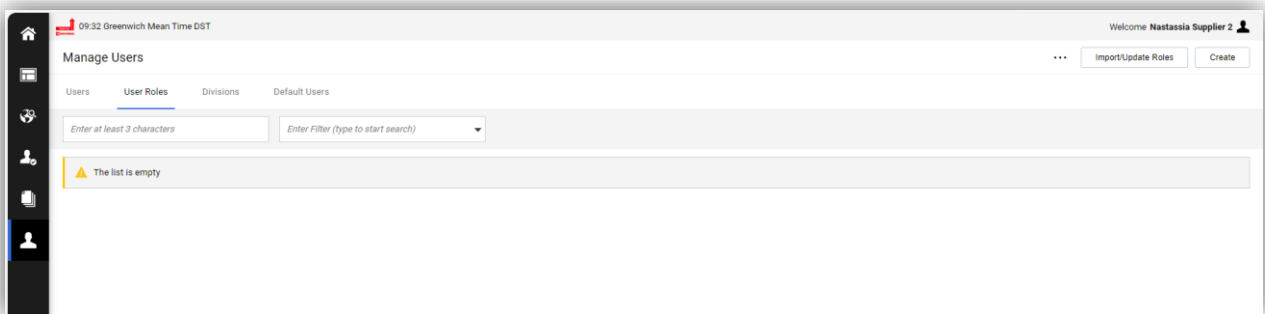 09:32 Greenwich Mean Time DST
Welcome Nastassia Supplier 2
Manage Users
... Import/Update Roles Create
Users User Roles Divisions Default Users
Enter at least 3 characters Enter Filter (type to start search)
The list is empty